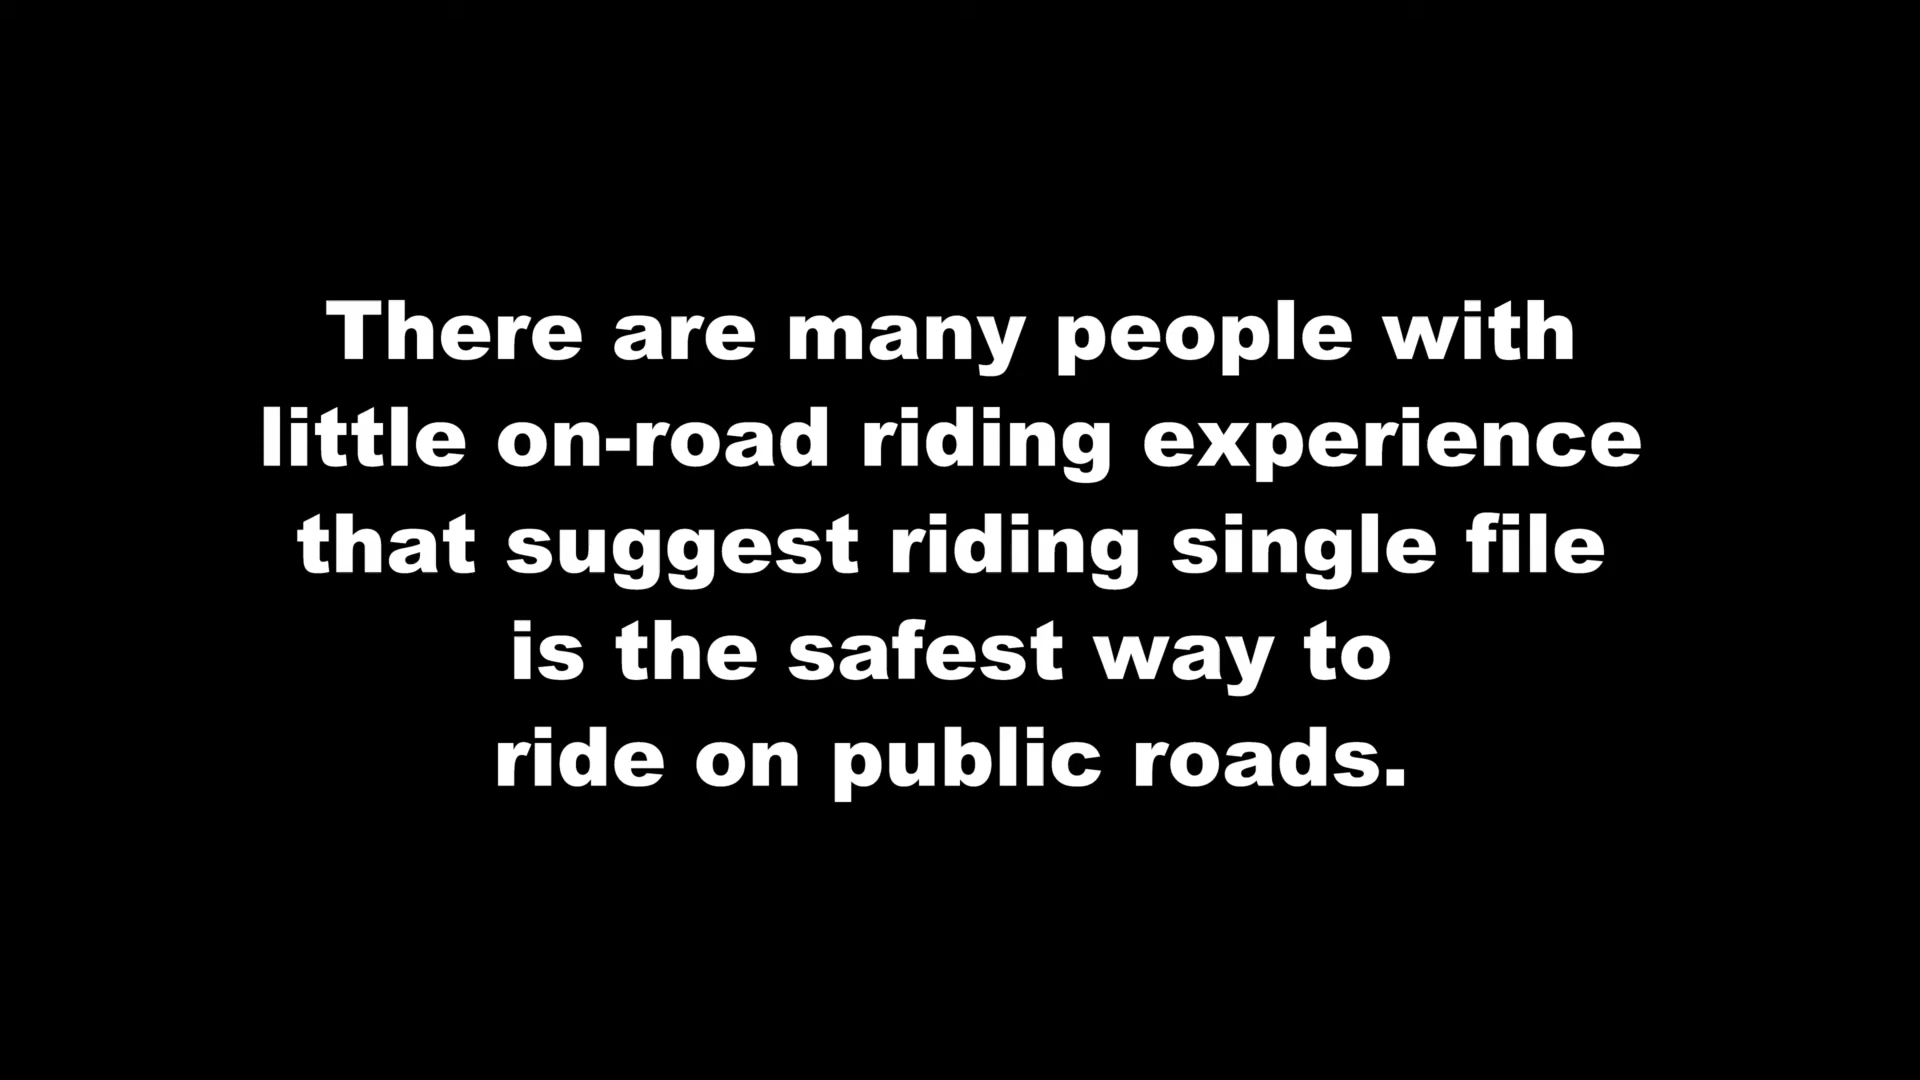 There are many people with
little on-road riding experience
that suggest riding single file
is the safest way to
ride on public roads.